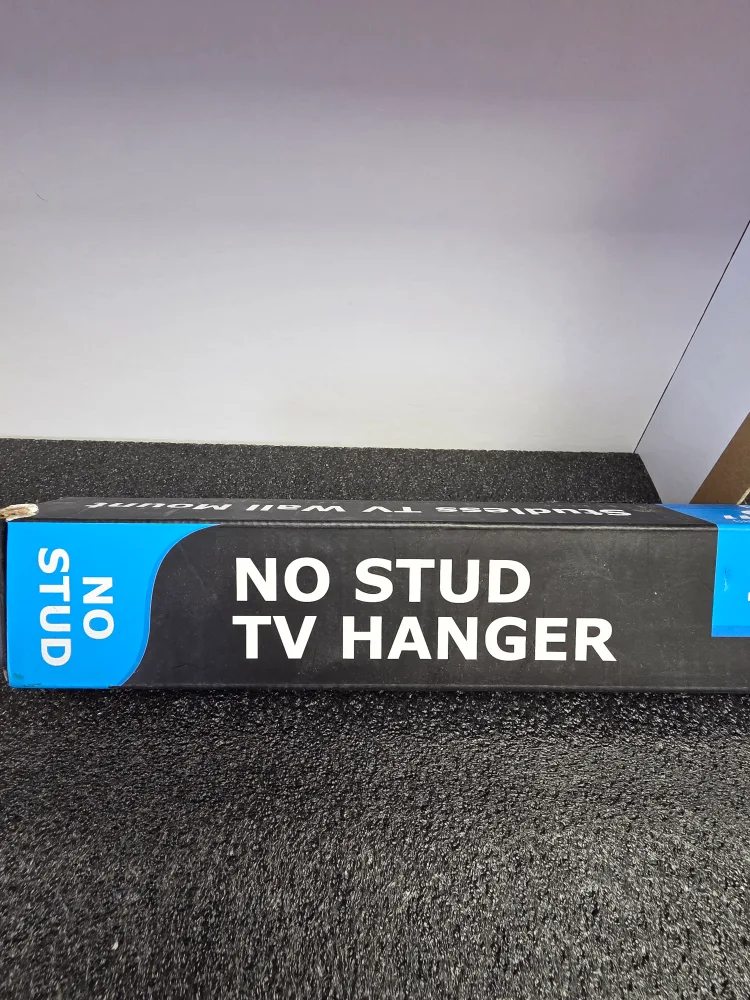 Studless TV Wall Mount
NO STUD
TV HANGER
NO
STUD